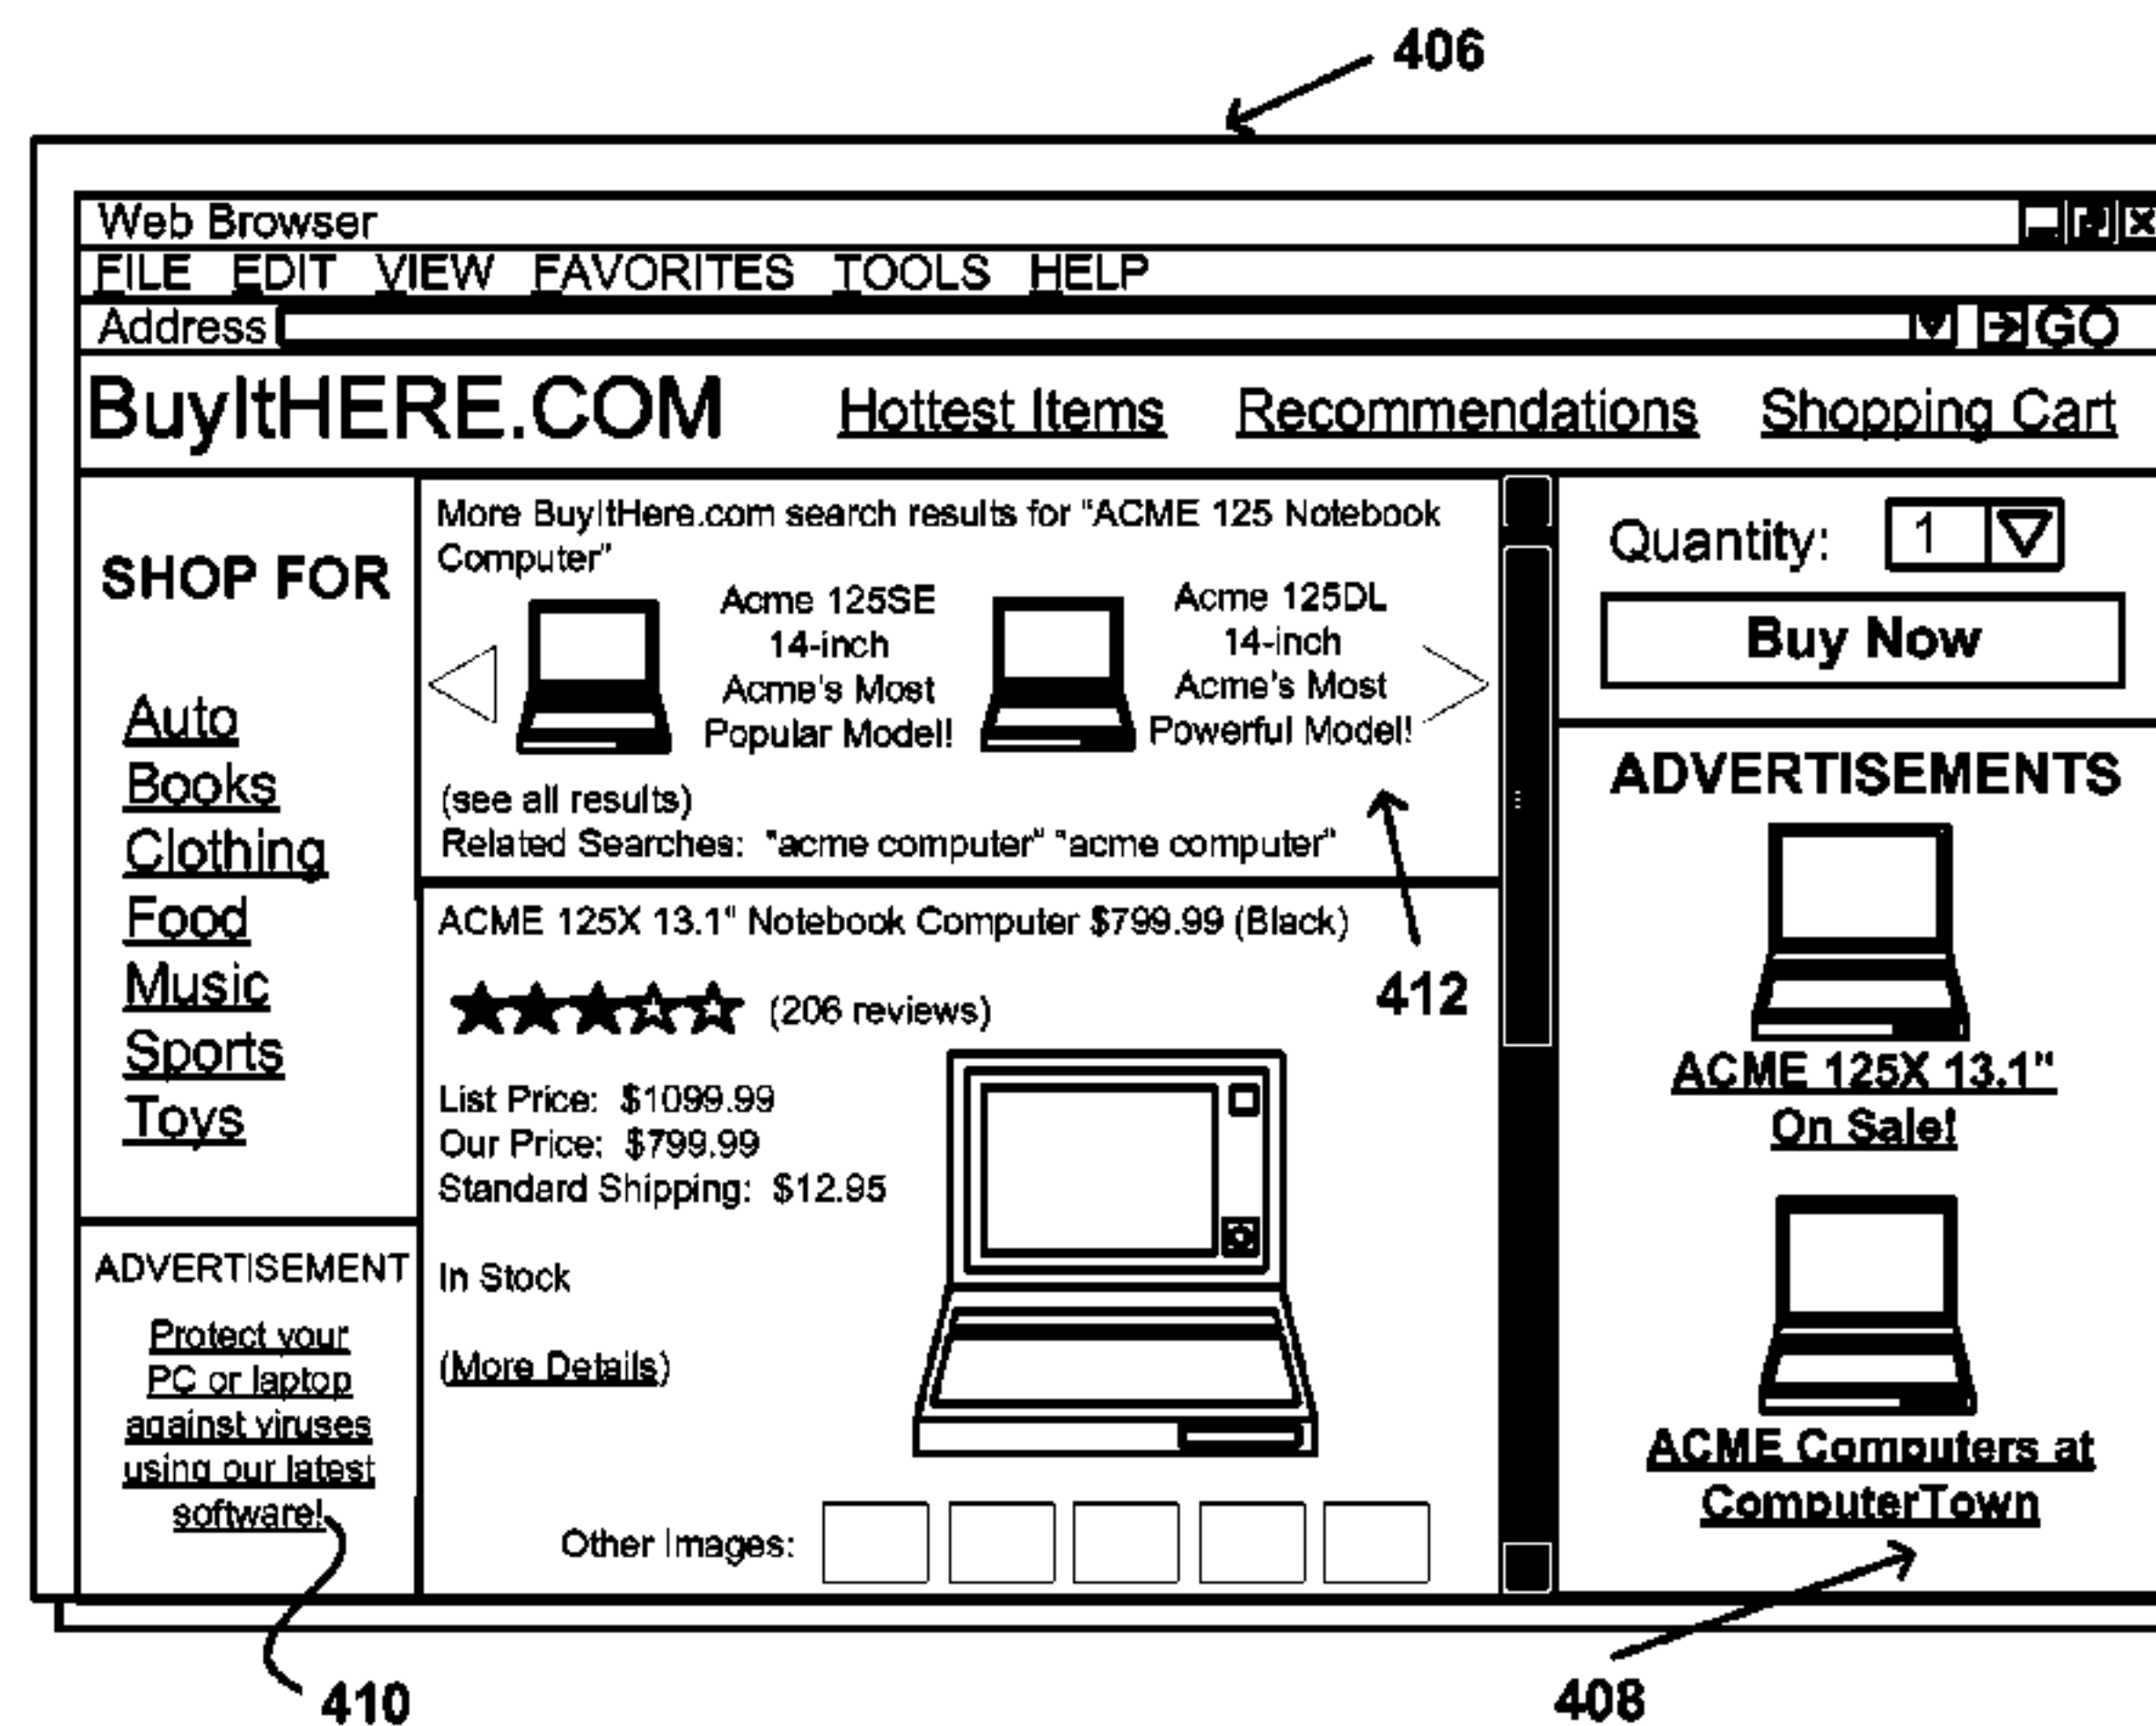 406
Web Browser
FILE EDIT VIEW FAVORITES TOOLS HELP
Address GO
BuyItHERE.COM Hottest Items Recommendations Shopping Cart
SHOP FOR
Auto
Books
Clothing
Food
Music
Sports
Toys
ADVERTISEMENT
Protect your
PC or laptop
against viruses
using our latest
software!
410
More BuyItHere.com search results for "ACME 125 Notebook
Computer"
Acme 125SE
14-inch
Acme's Most
Popular Model!
Acme 125DL
14-inch
Acme's Most
Powerful Model!
(see all results)
Related Searches: "acme computer" "acme computer"
412
ACME 125X 13.1" Notebook Computer $799.99 (Black)
(206 reviews)
List Price: $1099.99
Our Price: $799.99
Standard Shipping: $12.95
In Stock
(More Details)
Other Images:
Quantity: 1
Buy Now
ADVERTISEMENTS
ACME 125X 13.1"
On Sale!
ACME Computers at
ComputerTown
408